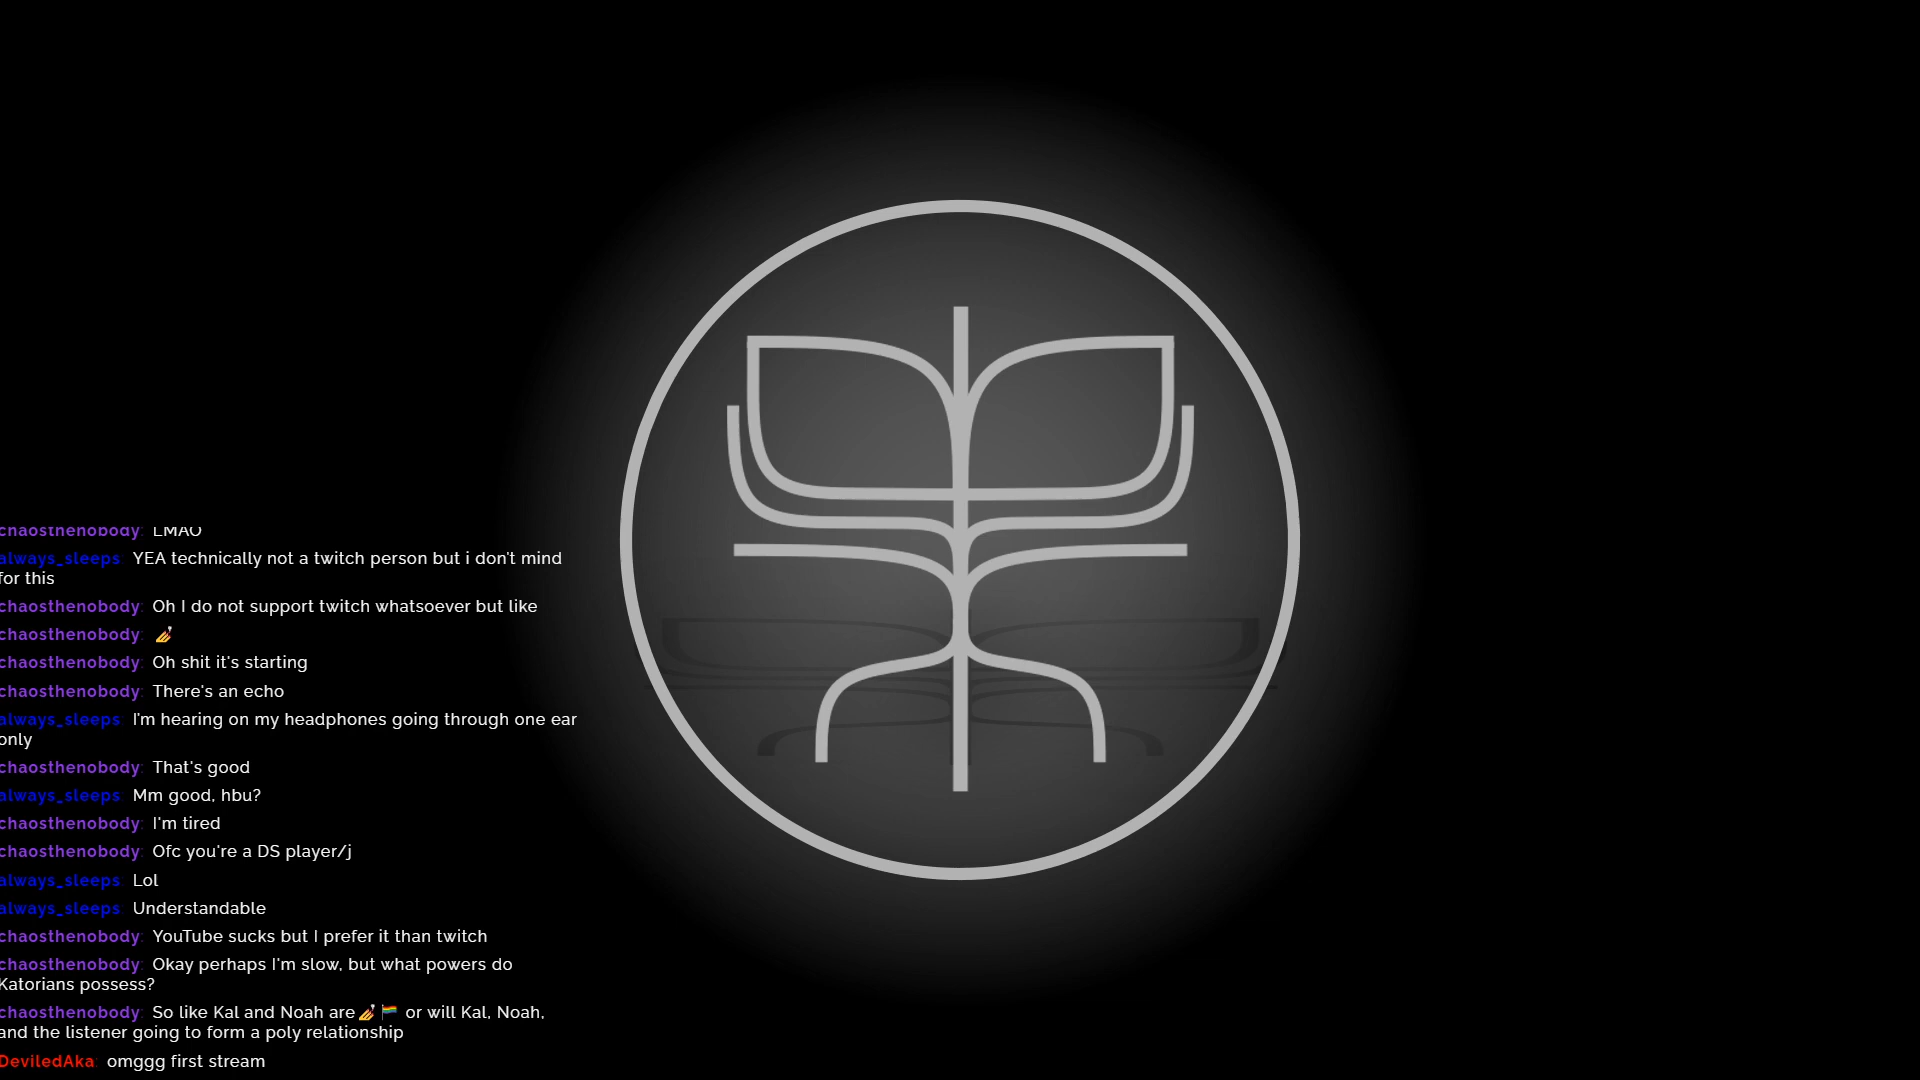 chaosthenobody: LMAO
always_sleeps: YEA technically not a twitch person but i don't mind
for this
chaosthenobody: Oh I do not support twitch whatsoever but like
chaosthenobody: 💅
chaosthenobody: Oh shit it's starting
chaosthenobody: There's an echo
always_sleeps: I'm hearing on my headphones going through one ear
only
chaosthenobody: That's good
always_sleeps: Mm good, hbu?
chaosthenobody: I'm tired
chaosthenobody: Ofc you're a DS player/j
always_sleeps: Lol
always_sleeps: Understandable
chaosthenobody: YouTube sucks but I prefer it than twitch
chaosthenobody: Okay perhaps I'm slow, but what powers do
Katorians possess?
chaosthenobody: So like Kal and Noah are💅🏳️‍🌈 or will Kal, Noah,
and the listener going to form a poly relationship
DeviledAka: omggg first stream